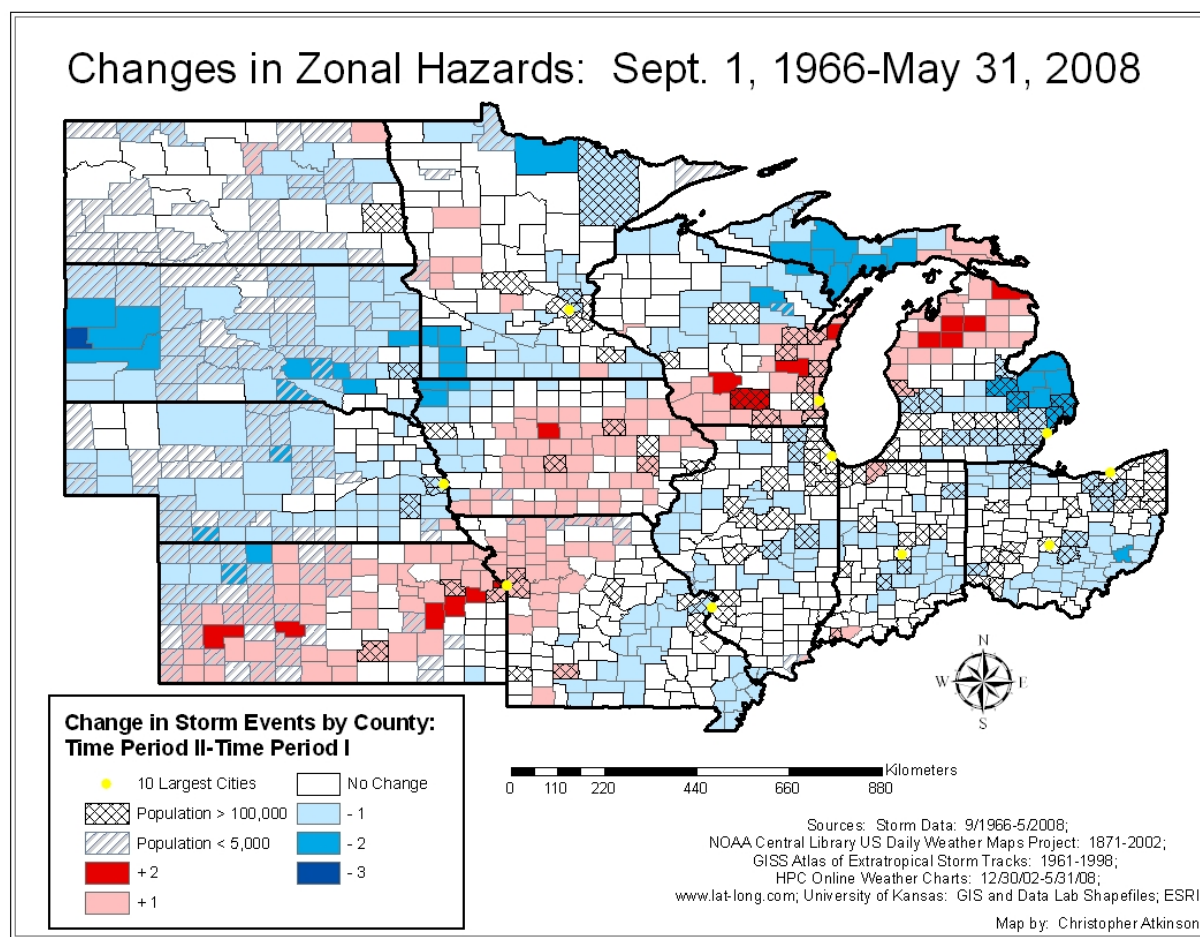 Changes in Zonal Hazards: Sept. 1, 1966-May 31, 2008
N
W E
S
Change in Storm Events by County:
Time Period II-Time Period I
10 Largest Cities
Population > 100,000
Population < 5,000
+ 2
+ 1
No Change
- 1
- 2
- 3
Kilometers
0 110 220 440 660 880
Sources: Storm Data: 9/1966-5/2008;
NOAA Central Library US Daily Weather Maps Project: 1871-2002;
GISS Atlas of Extratropical Storm Tracks: 1961-1998;
HPC Online Weather Charts: 12/30/02-5/31/08;
www.lat-long.com; University of Kansas: GIS and Data Lab Shapefiles; ESRI
Map by: Christopher Atkinson